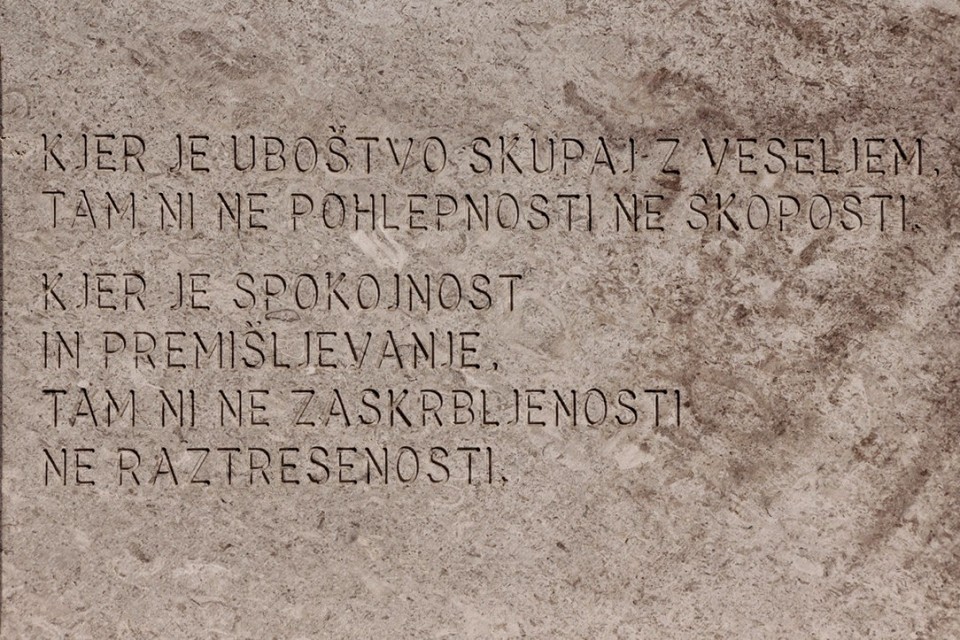 KJER JE UBOŠTVO SKUPAJ Z VESELJEM,
TAM NI NE POHLEPNOSTI NE SKOPOSTI.
KJER JE SPOKOJNOST
IN PREMIŠLJEVANJE,
TAM NI NE ZASKRBLJENOSTI
NE RAZTRESENOSTI.